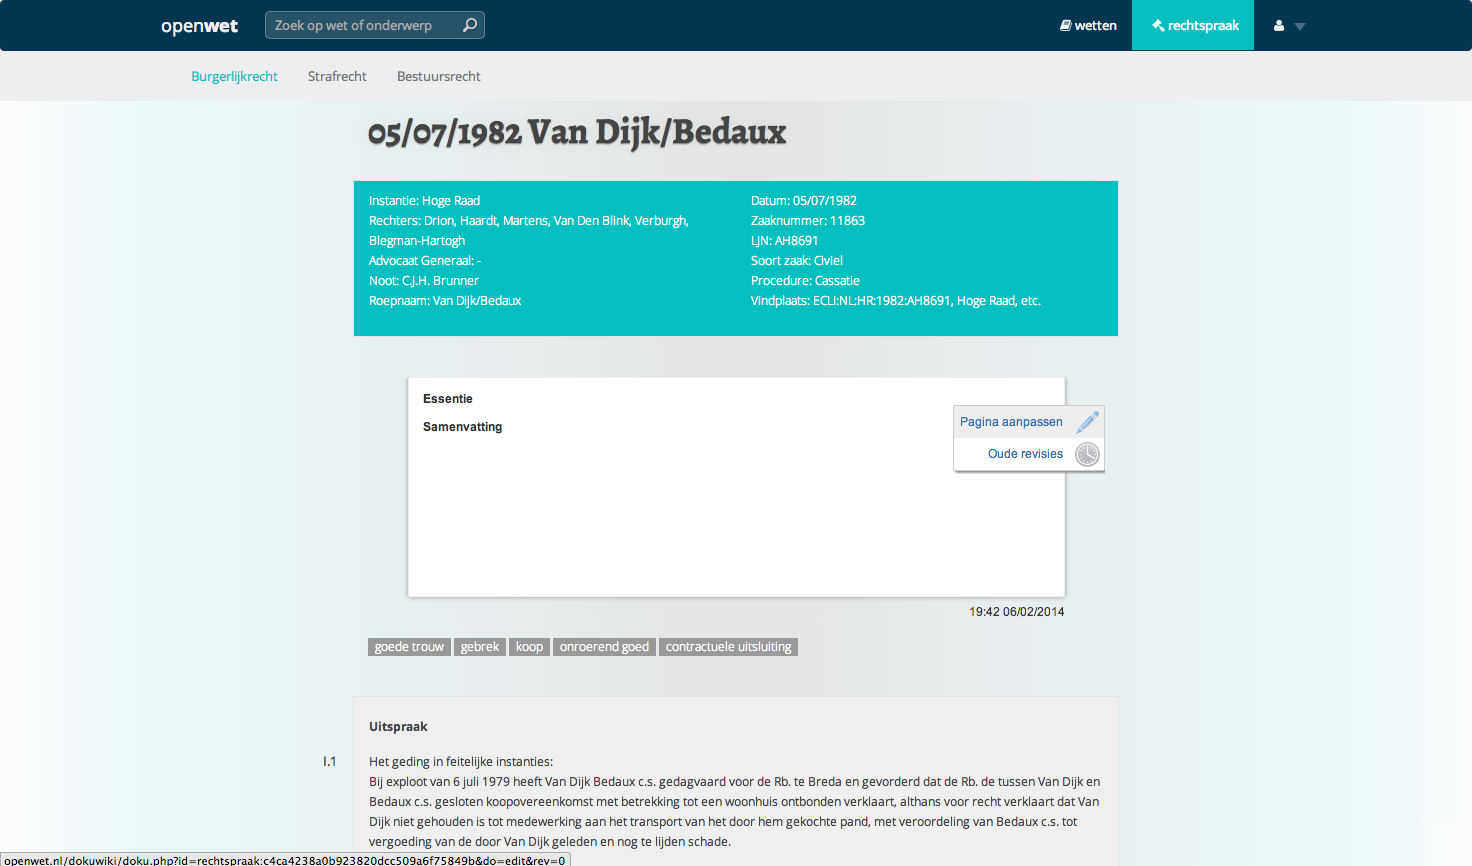 openwet
Zoek op wet of onderwerp
wetten
rechtspraak
Burgerlijkrecht
Strafrecht
Bestuursrecht
05/07/1982 Van Dijk/Bedaux
Instantie: Hoge Raad
Rechters: Drion, Haardt, Martens, Van Den Blink, Verburgh,
Blegman-Hartogh
Advocaat Generaal: -
Noot: C.J.H. Brunner
Roepnaam: Van Dijk/Bedaux
Datum: 05/07/1982
Zaaknummer: 11863
LJN: AH8691
Soort zaak: Civiel
Procedure: Cassatie
Vindplaats: ECLI:NL:HR:1982:AH8691, Hoge Raad, etc.
Essentie
Samenvatting
Pagina aanpassen
Oude revisies
19:42 06/02/2014
goede trouw gebrek koop onroerend goed contractuele uitsluiting
Uitspraak
I.1
Het geding in feitelijke instanties:
Bij exploot van 6 juli 1979 heeft Van Dijk Bedaux c.s. gedagvaard voor de Rb. te Breda en gevorderd dat de Rb. de tussen Van Dijk en
Bedaux c.s. gesloten koopovereenkomst met betrekking tot een woonhuis ontbonden verklaart, althans voor recht verklaart dat Van
Dijk niet gehouden is tot medewerking aan het transport van het door hem gekochte pand, met veroordeling van Bedaux c.s. tot
vergoeding van de door Van Dijk geleden en nog te lijden schade.
openwet.nl/dokuwiki/doku.php?id=rechtspraak:c4ca4238a0b923820dcc509a6f75849b&do=edit&rev=0